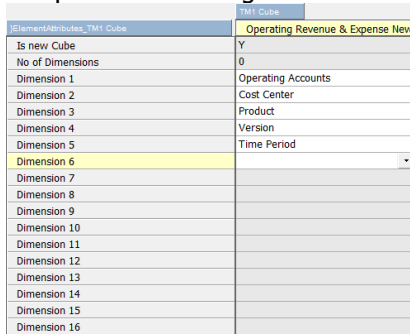 TM1 Cube
}ElementAttributes_TM1 Cube Operating Revenue & Expense New
Is new Cube Y
No of Dimensions 0
Dimension 1 Operating Accounts
Dimension 2 Cost Center
Dimension 3 Product
Dimension 4 Version
Dimension 5 Time Period
Dimension 6
Dimension 7
Dimension 8
Dimension 9
Dimension 10
Dimension 11
Dimension 12
Dimension 13
Dimension 14
Dimension 15
Dimension 16